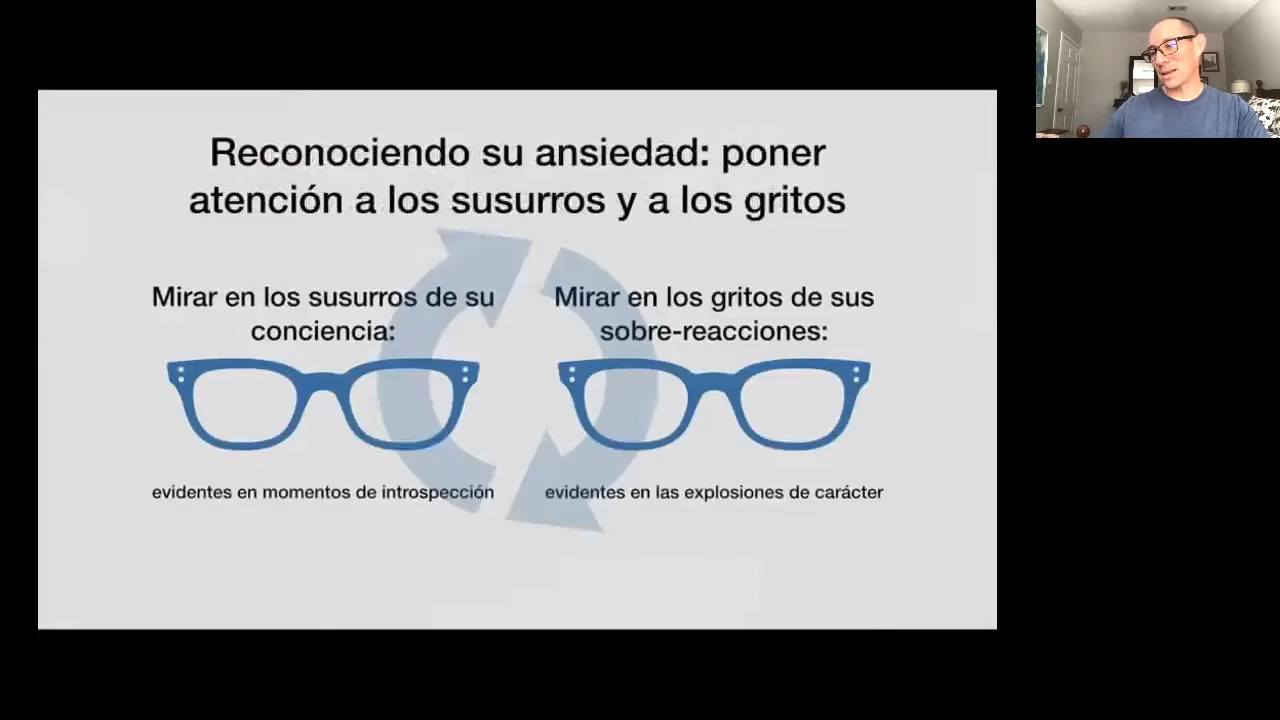 Reconociendo su ansiedad: poner
atención a los susurros y a los gritos
Mirar en los susurros de su
conciencia:
evidentes en momentos de introspección
Mirar en los gritos de sus
sobre-reacciones:
evidentes en las explosiones de carácter